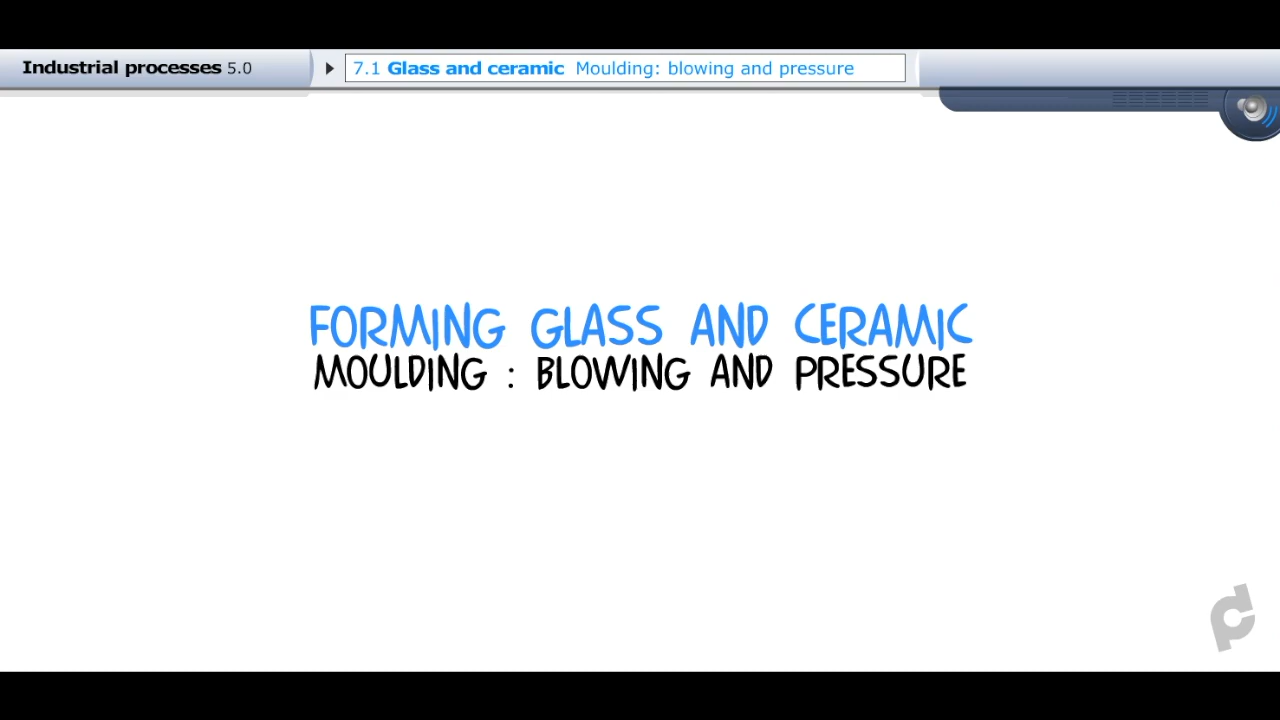 Industrial processes 5.0
7.1 Glass and ceramic Moulding: blowing and pressure
FORMING GLASS AND CERAMIC
MOULDING : BLOWING AND PRESSURE